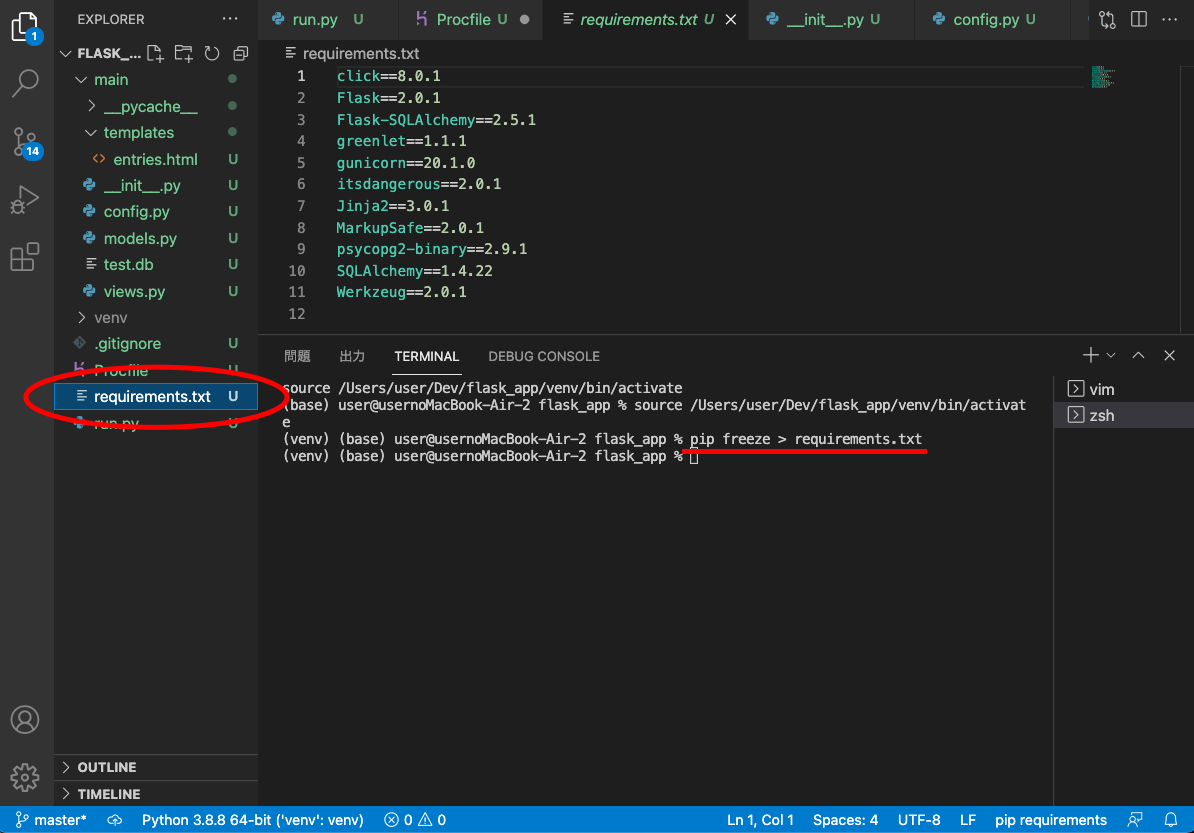 EXPLORER
FLASK_...
main
__pycache__
templates
entries.html U
__init__.py U
config.py U
models.py U
test.db U
views.py U
venv
.gitignore U
Procfile U
requirements.txt U
run.py U
OUTLINE
TIMELINE
1
14
run.py U
Procfile U
requirements.txt U
__init__.py U
config.py U
requirements.txt
1 click==8.0.1
2 Flask==2.0.1
3 Flask-SQLAlchemy==2.5.1
4 greenlet==1.1.1
5 gunicorn==20.1.0
6 itsdangerous==2.0.1
7 Jinja2==3.0.1
8 MarkupSafe==2.0.1
9 psycopg2-binary==2.9.1
10 SQLAlchemy==1.4.22
11 Werkzeug==2.0.1
12
問題 出力 TERMINAL DEBUG CONSOLE
source /Users/user/Dev/flask_app/venv/bin/activate
(base) user@usernoMacBook-Air-2 flask_app % source /Users/user/Dev/flask_app/venv/bin/activat
e
(venv) (base) user@usernoMacBook-Air-2 flask_app % pip freeze > requirements.txt
(venv) (base) user@usernoMacBook-Air-2 flask_app %
vim
zsh
master* Python 3.8.8 64-bit ('venv': venv) 0 0 Ln 1, Col 1 Spaces: 4 UTF-8 LF pip requirements